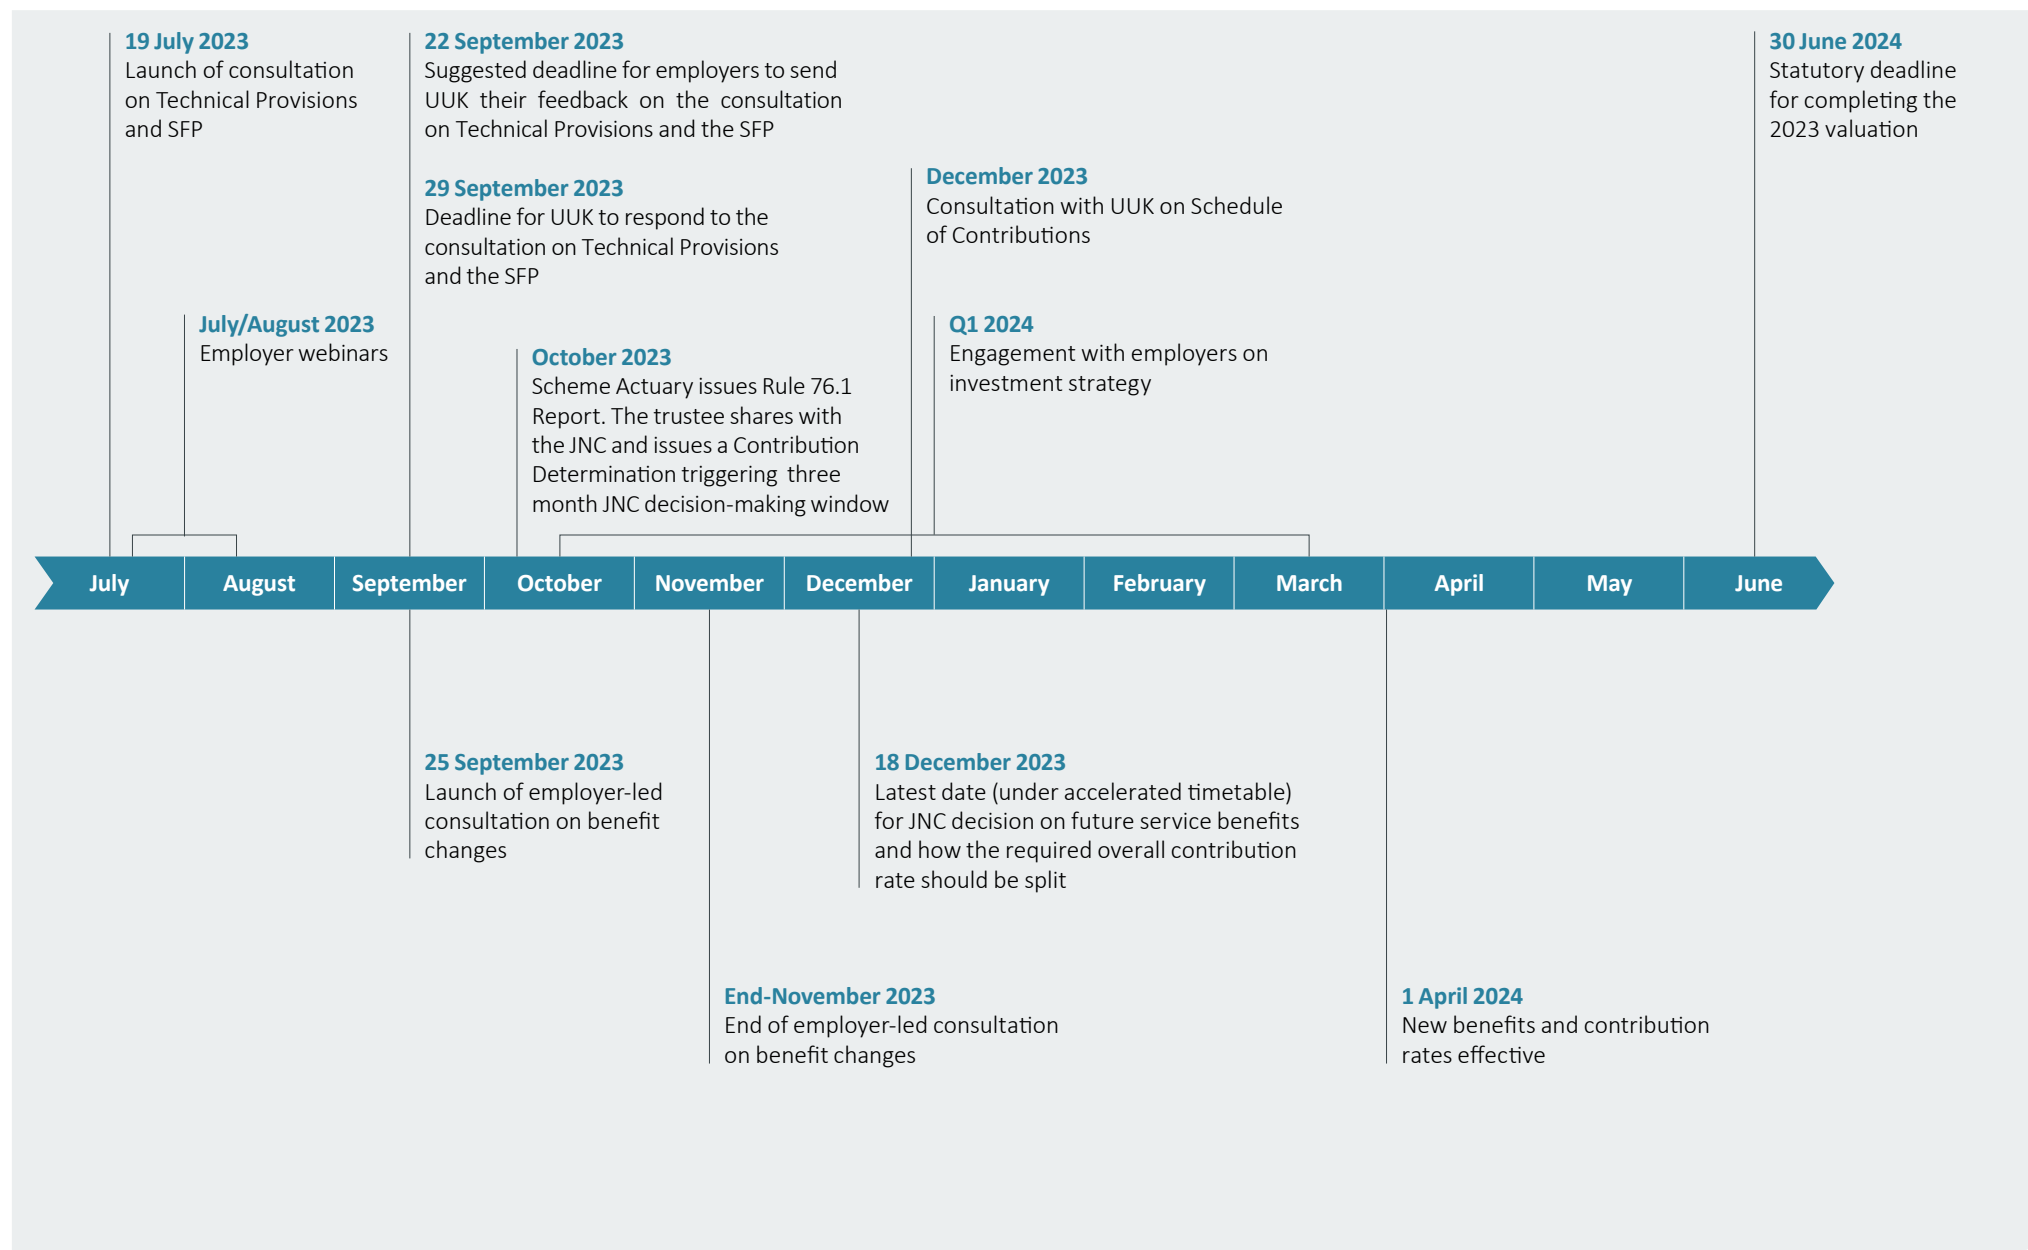 19 July 2023
Launch of consultation
on Technical Provisions
and SFP
22 September 2023
Suggested deadline for employers to send
UUK their feedback on the consultation
on Technical Provisions and the SFP
29 September 2023
Deadline for UUK to respond to the
consultation on Technical Provisions
and the SFP
30 June 2024
Statutory deadline
for completing the
2023 valuation
December 2023
Consultation with UUK on Schedule
of Contributions
July/August 2023
Employer webinars
October 2023
Scheme Actuary issues Rule 76.1
Report. The trustee shares with
the JNC and issues a Contribution
Determination triggering three
month JNC decision-making window
Q1 2024
Engagement with employers on
investment strategy
July August September October November December January February March April May June
25 September 2023
Launch of employer-led
consultation on benefit
changes
18 December 2023
Latest date (under accelerated timetable)
for JNC decision on future service benefits
and how the required overall contribution
rate should be split
End-November 2023
End of employer-led consultation
on benefit changes
1 April 2024
New benefits and contribution
rates effective